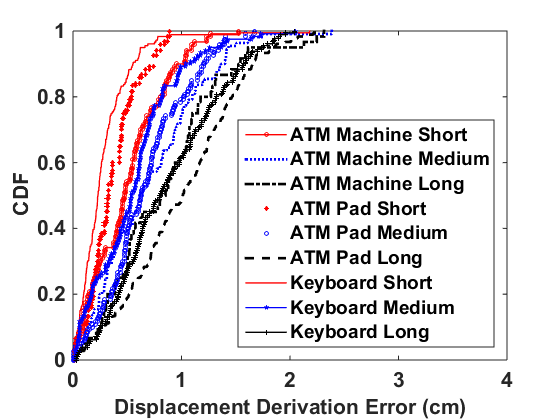 1
0.8
0.6
0.4
0.2
0
CDF
ATM Machine Short
ATM Machine Medium
ATM Machine Long
ATM Pad Short
ATM Pad Medium
ATM Pad Long
Keyboard Short
Keyboard Medium
Keyboard Long
0 1 2 3 4
Displacement Derivation Error (cm)